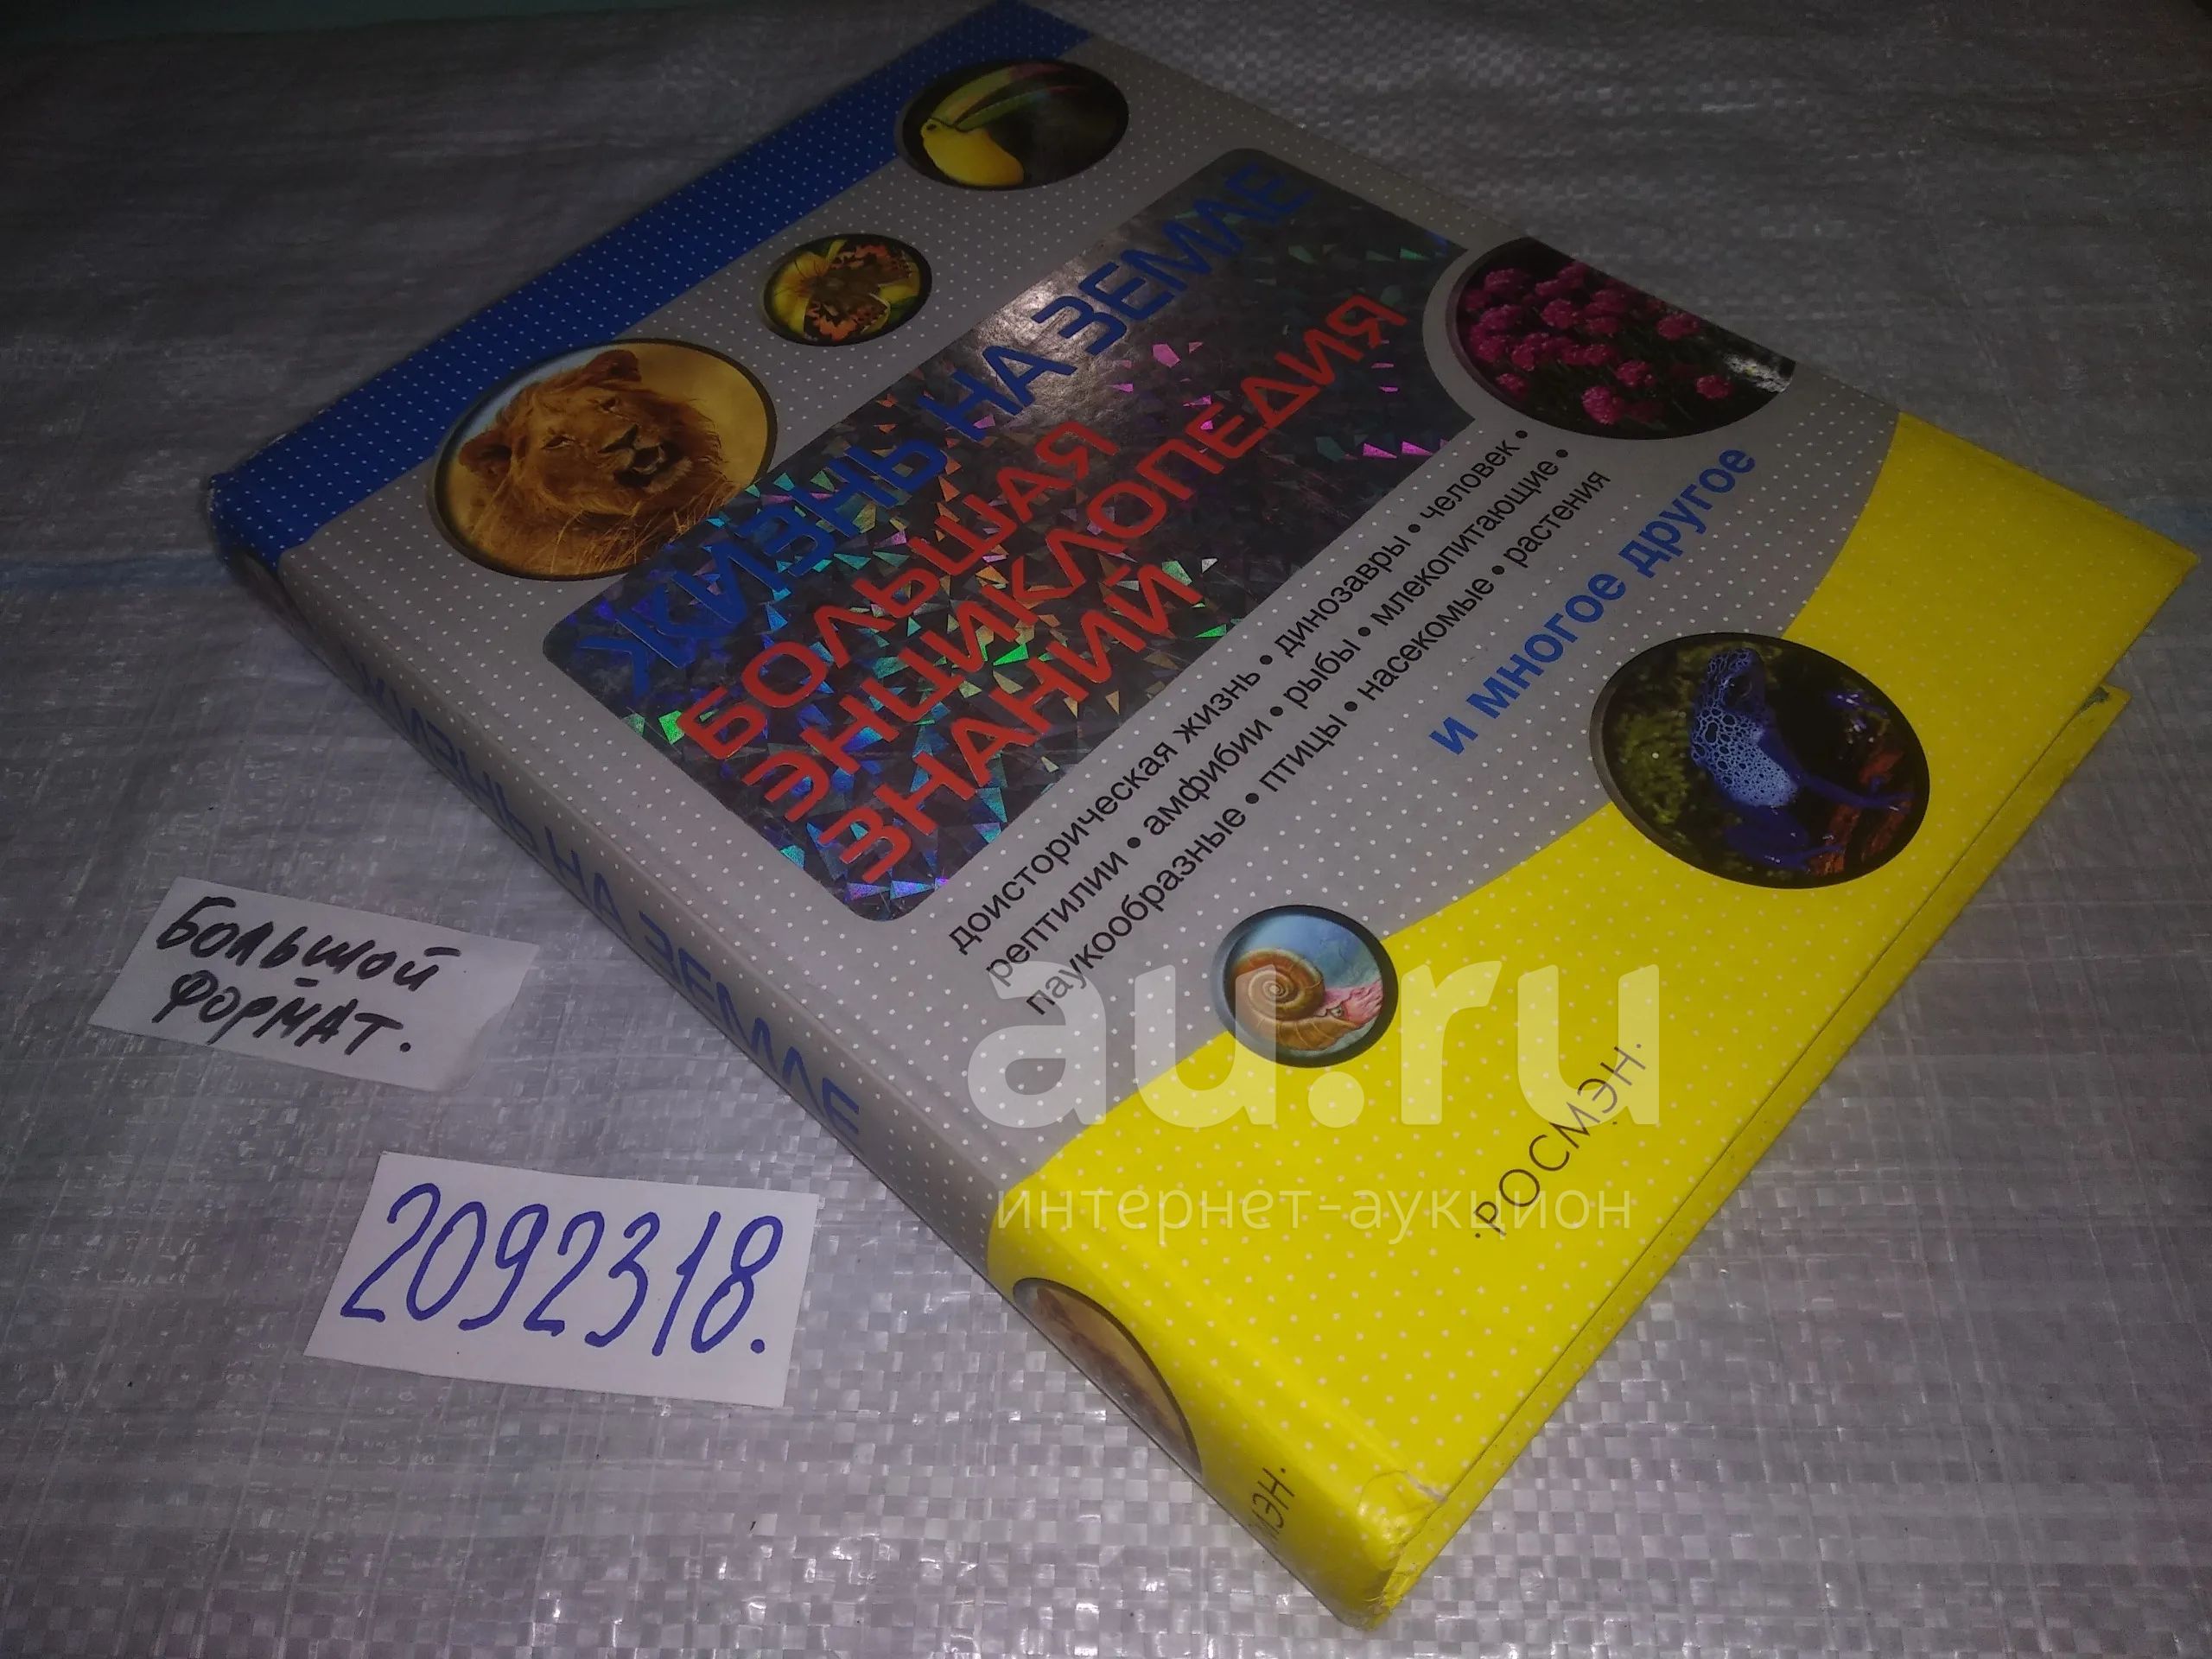 ЖИЗНЬ НА ЗЕМЛЕ
БОЛЬШАЯ
ЭНЦИКЛОПЕДИЯ
ЗНАНИЙ
доисторическая жизнь • динозавры • человек •
рептилии • амфибии • рыбы • млекопитающие •
паукообразные • птицы • насекомые • растения
и многое другое
·РОСМЭН·
ЖИЗНЬ НА ЗЕМЛЕ
МЭН·
БОЛЬШОЙ
ФОРМАТ.
2092318.
au.ru
интернет-аукцион